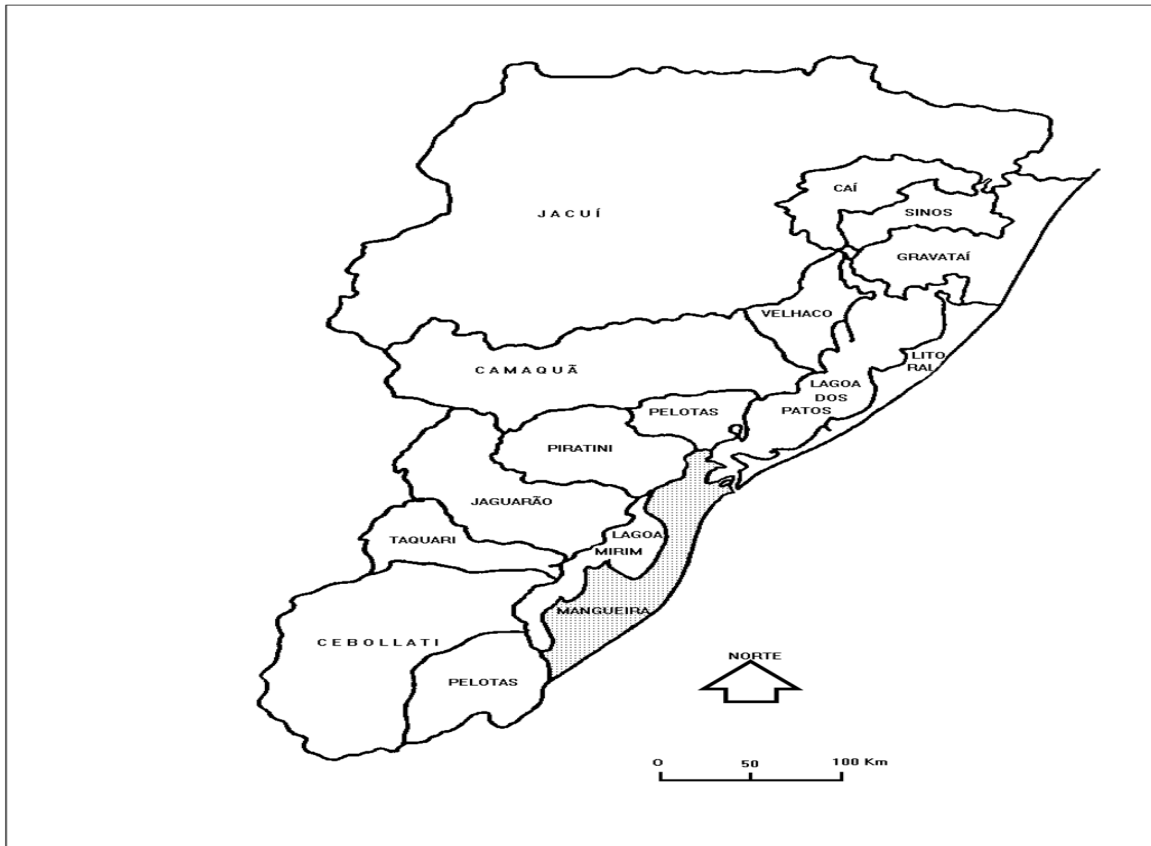 CAÍ
JACUÍ
SINOS
GRAVATAÍ
VELHACO
LITO
RAL
CAMAQUÃ
LAGOA
DOS
PATOS
PELOTAS
PIRATINI
JAGUARÃO
LAGOA
MIRIM
TAQUARI
MANGUEIRA
CEBOLLATI
PELOTAS
NORTE
0 50 100 Km